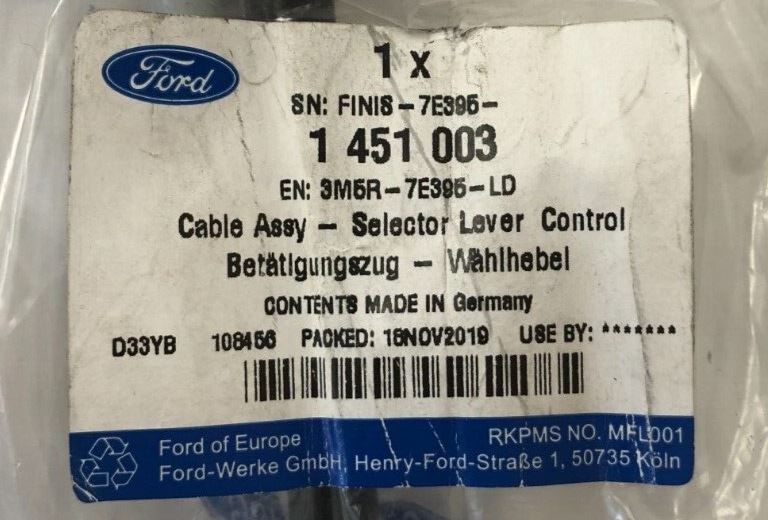 Ford
1 x
SN: FINIS-7E395-
1 451 003
EN: 3M5R-7E395-LD
Cable Assy - Selector Lever Control
Betätigungszug - Wählhebel
CONTENTS MADE IN Germany
D33YB 108456 PACKED: 18NOV2019 USE BY: *******
Ford of Europe RKPMS NO. MFL001
Ford-Werke GmbH, Henry-Ford-Straße 1, 50735 Köln